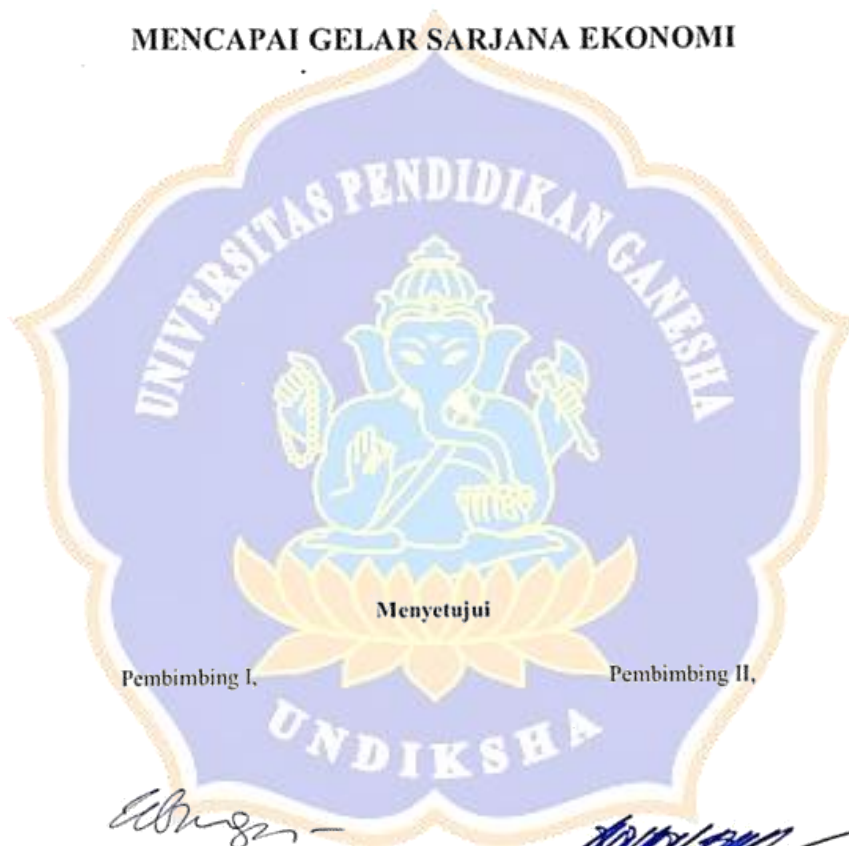 MENCAPAI GELAR SARJANA EKONOMI
UNIVERSITAS PENDIDIKAN GANESHA
Menyetujui
Pembimbing I,
Pembimbing II,
UNDIKSHA